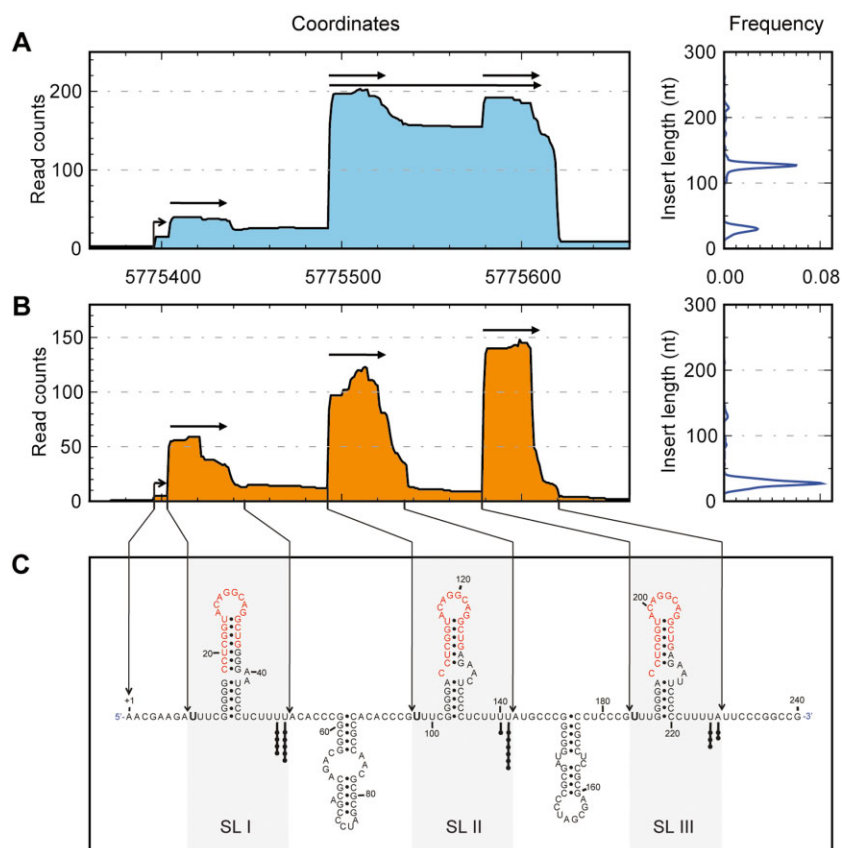 Coordinates
Frequency
A
Read counts
200
100
0
5775400
5775500
5775600
Insert length (nt)
300
200
100
0
0.00
0.08
B
Read counts
150
100
50
0
Insert length (nt)
300
200
100
0
C
120
200
20
40
+1
140
180
240
5'-AACGAAGAUUUCG•CUCUUUUACACCCG•CACACCCGUUUCG•CUCUUUUAUGCCCG•CCUCCCGUUUG•CCUUUUAUUCCCGGCCG-3'
60
100
220
80
160
SL I
SL II
SL III